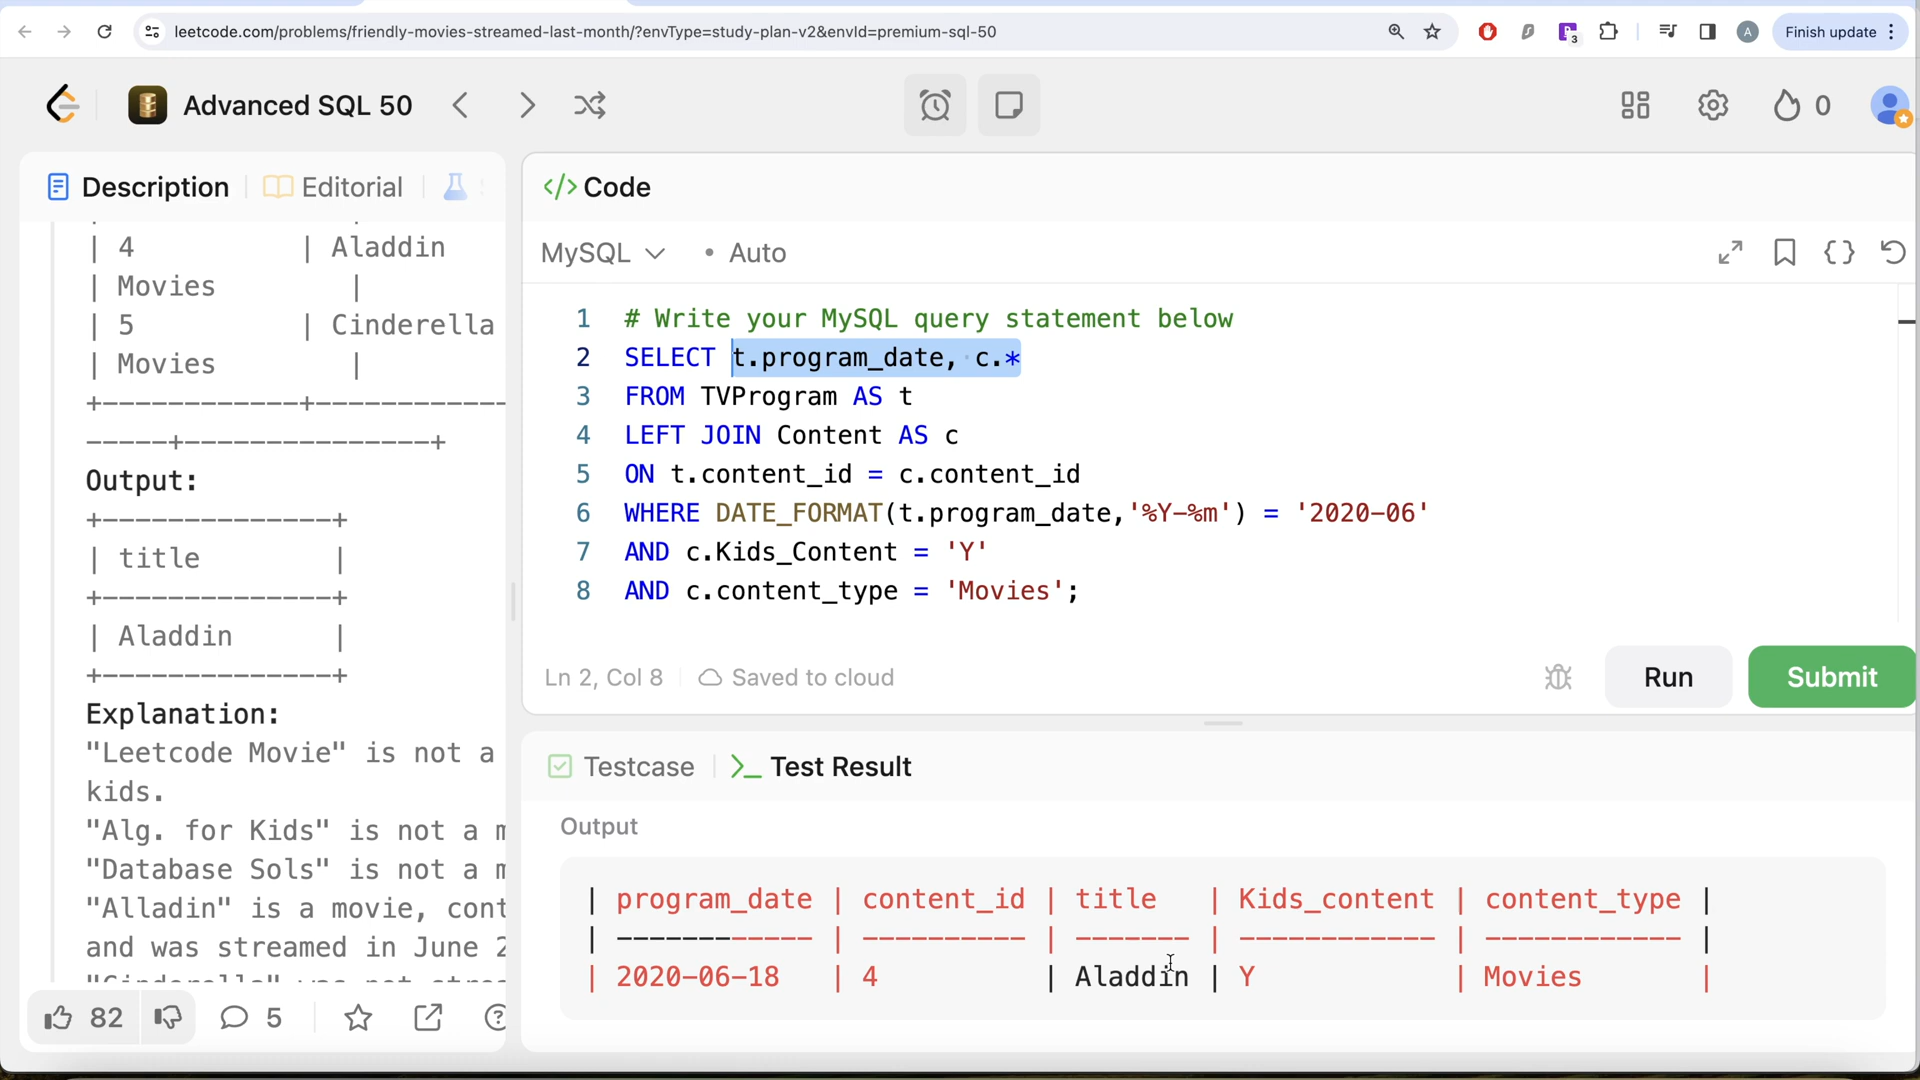 leetcode.com/problems/friendly-movies-streamed-last-month/?envType=study-plan-v2&envId=premium-sql-50
3
A
Finish update
Advanced SQL 50
0
Description
Editorial
| 4 | Aladdin
| Movies |
| 5 | Cinderella
| Movies |
+------------+------------
-----+---------------+
Output:
+--------------+
| title |
+--------------+
| Aladdin |
+--------------+
Explanation:
"Leetcode Movie" is not a
kids.
"Alg. for Kids" is not a m
"Database Sols" is not a m
"Alladin" is a movie, cont
and was streamed in June 2
"Cinderella" was not stre
82
5
</> Code
MySQL
• Auto
1 # Write your MySQL query statement below
2 SELECT t.program_date, c.*
3 FROM TVProgram AS t
4 LEFT JOIN Content AS c
5 ON t.content_id = c.content_id
6 WHERE DATE_FORMAT(t.program_date,'%Y-%m') = '2020-06'
7 AND c.Kids_Content = 'Y'
8 AND c.content_type = 'Movies';
Ln 2, Col 8
Saved to cloud
Run
Submit
Testcase
Test Result
Output
| program_date | content_id | title | Kids_content | content_type |
| ------------ | ---------- | ------- | ------------ | ------------ |
| 2020-06-18 | 4 | Aladdin | Y | Movies |